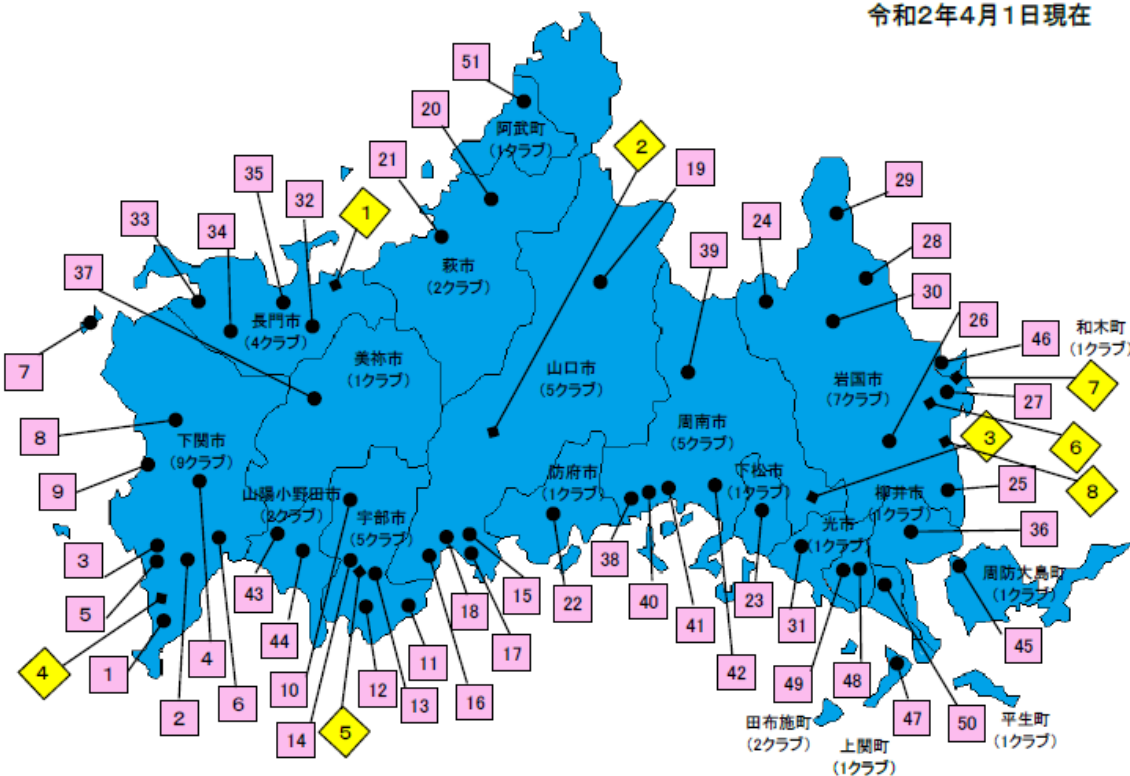 令和2年4月1日現在
51
20
2
阿武町
(1クラブ)
21
19
35
32
1
29
33
34
24
39
28
37
萩市
(2クラブ)
30
26
和木町
(1クラブ)
46
長門市
(4クラブ)
7
美祢市
(1クラブ)
山口市
(5クラブ)
岩国市
(7クラブ)
7
27
8
下関市
(9クラブ)
周南市
(5クラブ)
3
6
9
防府市
(1クラブ)
下松市
(1クラブ)
8
25
山陽小野田市
(2クラブ)
宇部市
(5クラブ)
柳井市
(1クラブ)
光市
(1クラブ)
36
3
38
周防大島町
(1クラブ)
5
43
18
15
22
40
41
23
31
45
44
4
1
2
4
6
10
14
5
12
13
11
16
17
42
49
48
47
50
田布施町
(2クラブ)
上関町
(1クラブ)
平生町
(1クラブ)